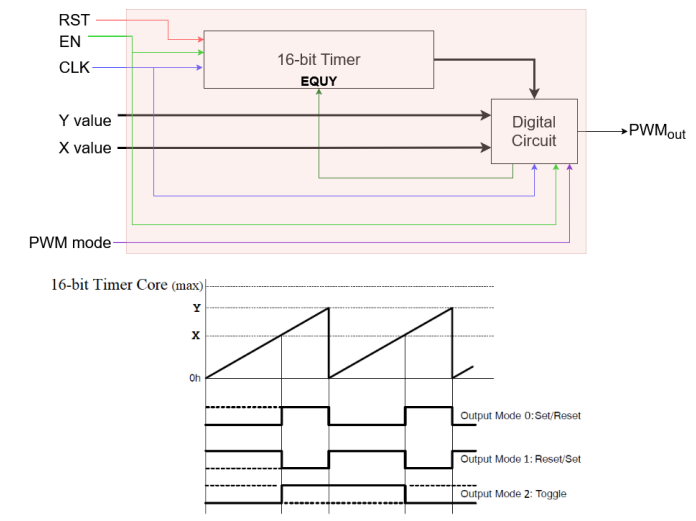 RST
EN
CLK
16-bit Timer
EQUY
Y value
X value
Digital
Circuit
PWMout
PWM mode
16-bit Timer Core (max)
Y
X
0h
Output Mode 0:Set/Reset
Output Mode 1: Reset/Set
Output Mode 2: Toggle